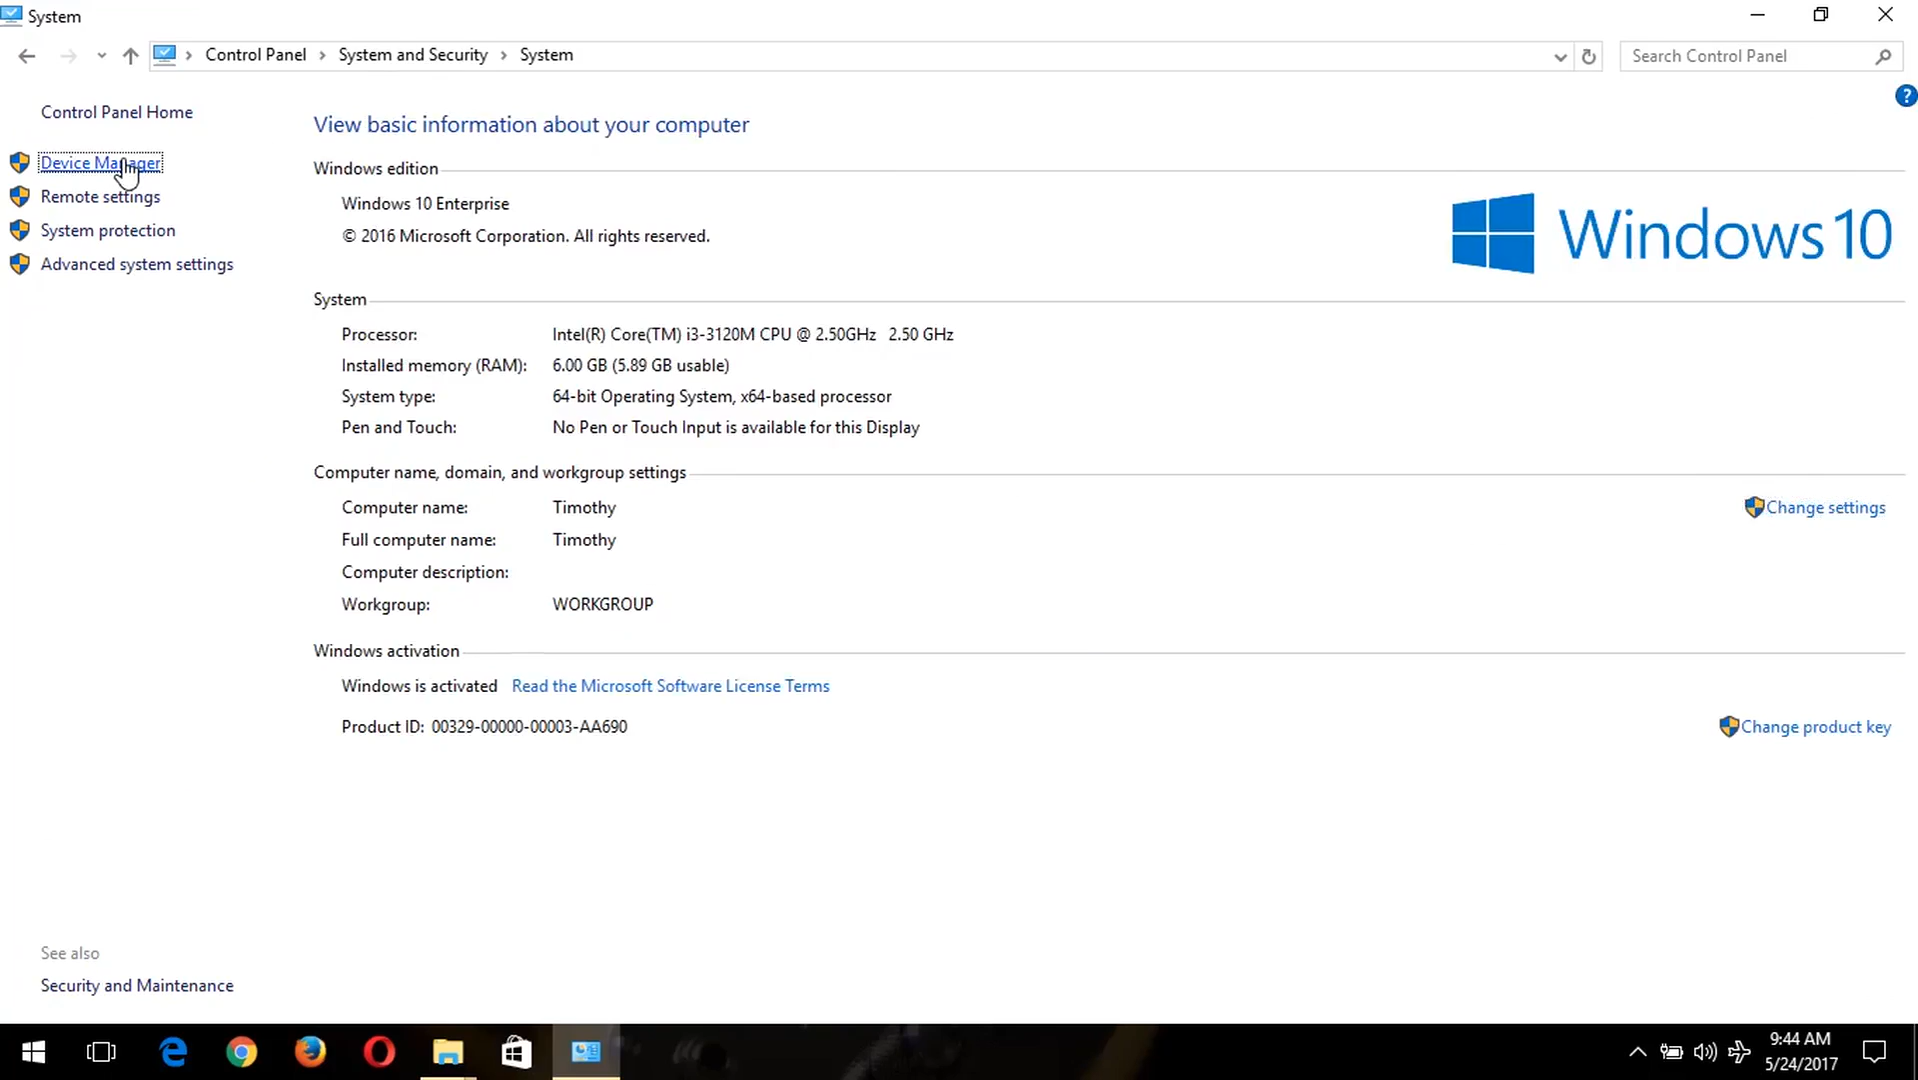 System
Control Panel > System and Security > System
Search Control Panel
Control Panel Home
Device Manager
Remote settings
System protection
Advanced system settings
View basic information about your computer
Windows edition
Windows 10 Enterprise
© 2016 Microsoft Corporation. All rights reserved.
Windows 10
System
Processor: Intel(R) Core(TM) i3-3120M CPU @ 2.50GHz 2.50 GHz
Installed memory (RAM): 6.00 GB (5.89 GB usable)
System type: 64-bit Operating System, x64-based processor
Pen and Touch: No Pen or Touch Input is available for this Display
Computer name, domain, and workgroup settings
Computer name: Timothy
Change settings
Full computer name: Timothy
Computer description:
Workgroup: WORKGROUP
Windows activation
Windows is activated Read the Microsoft Software License Terms
Product ID: 00329-00000-00003-AA690
Change product key
See also
Security and Maintenance
9:44 AM
5/24/2017